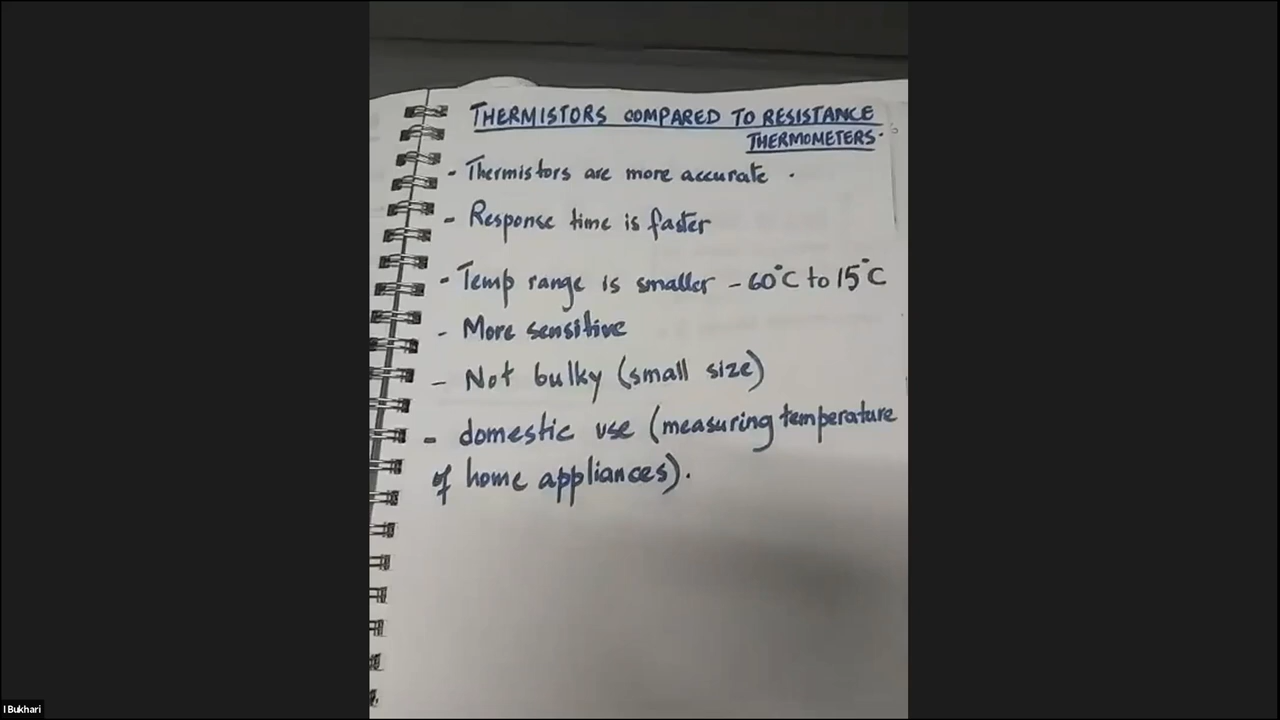 THERMISTORS COMPARED TO RESISTANCE
THERMOMETERS.
- Thermistors are more accurate.
- Response time is faster
- Temp range is smaller -60°C to 15°C
- More sensitive
- Not bulky (small size)
- domestic use (measuring temperature
of home appliances).
I Bukhari